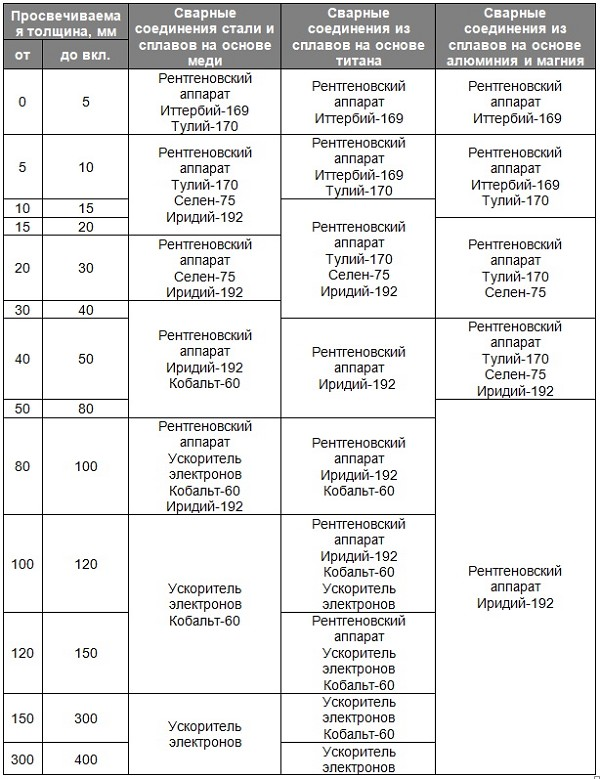 Просвечиваема
я толщина, мм
от
до вкл.
Сварные
соединения стали и
сплавов на основе
меди
Сварные
соединения из
сплавов на основе
титана
Сварные
соединения из
сплавов на основе
алюминия и магния
0
5
Рентгеновский
аппарат
Иттербий-169
Тулий-170
Рентгеновский
аппарат
Иттербий-169
Рентгеновский
аппарат
Иттербий-169
5
10
Рентгеновский
аппарат
Тулий-170
Селен-75
Иридий-192
Рентгеновский
аппарат
Иттербий-169
Тулий-170
Рентгеновский
аппарат
Иттербий-169
Тулий-170
10
15
Рентгеновский
аппарат
Тулий-170
Селен-75
Иридий-192
15
20
Рентгеновский
аппарат
Тулий-170
Селен-75
20
30
Рентгеновский
аппарат
Селен-75
Иридий-192
30
40
Рентгеновский
аппарат
Иридий-192
Кобальт-60
40
50
Рентгеновский
аппарат
Иридий-192
Рентгеновский
аппарат
Тулий-170
Селен-75
Иридий-192
50
80
Рентгеновский
аппарат
Иридий-192
80
100
Рентгеновский
аппарат
Ускоритель
электронов
Кобальт-60
Иридий-192
Рентгеновский
аппарат
Иридий-192
Кобальт-60
100
120
Ускоритель
электронов
Кобальт-60
Рентгеновский
аппарат
Иридий-192
Кобальт-60
Ускоритель
электронов
120
150
Рентгеновский
аппарат
Ускоритель
электронов
Кобальт-60
150
300
Ускоритель
электронов
Ускоритель
электронов
Кобальт-60
300
400
Ускоритель
электронов